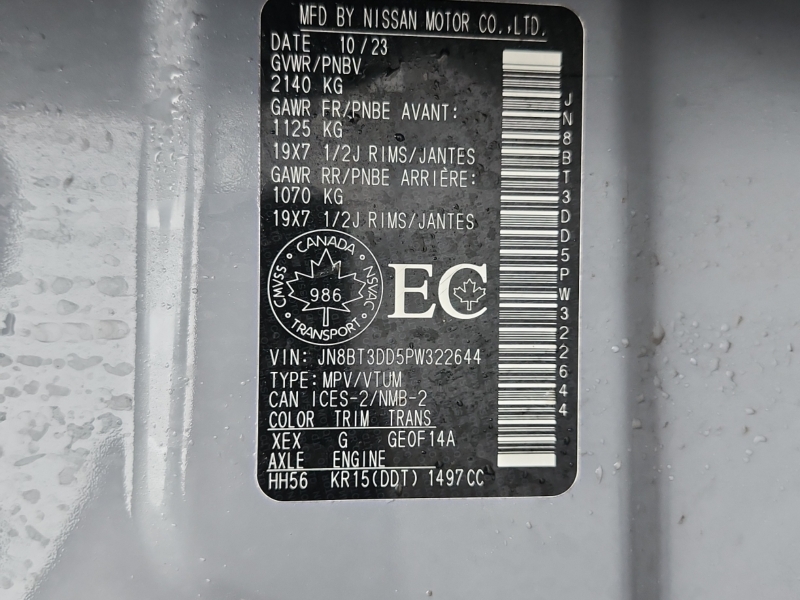 MFD BY NISSAN MOTOR CO.,LTD.
DATE 10/23
GVWR/PNBV
2140 KG
GAWR FR/PNBE AVANT:
1125 KG
19X7 1/2J RIMS/JANTES
GAWR RR/PNBE ARRIÈRE:
1070 KG
19X7 1/2J RIMS/JANTES
CANADA
CMVSS 986 NSVAC
TRANSPORT
EC
VIN: JN8BT3DD5PW322644
TYPE: MPV/VTUM
CAN ICES-2/NMB-2
COLOR TRIM TRANS
XEX G GE0F14A
AXLE ENGINE
HH56 KR15(DDT) 1497CC
JN8BT3DD5PW322644